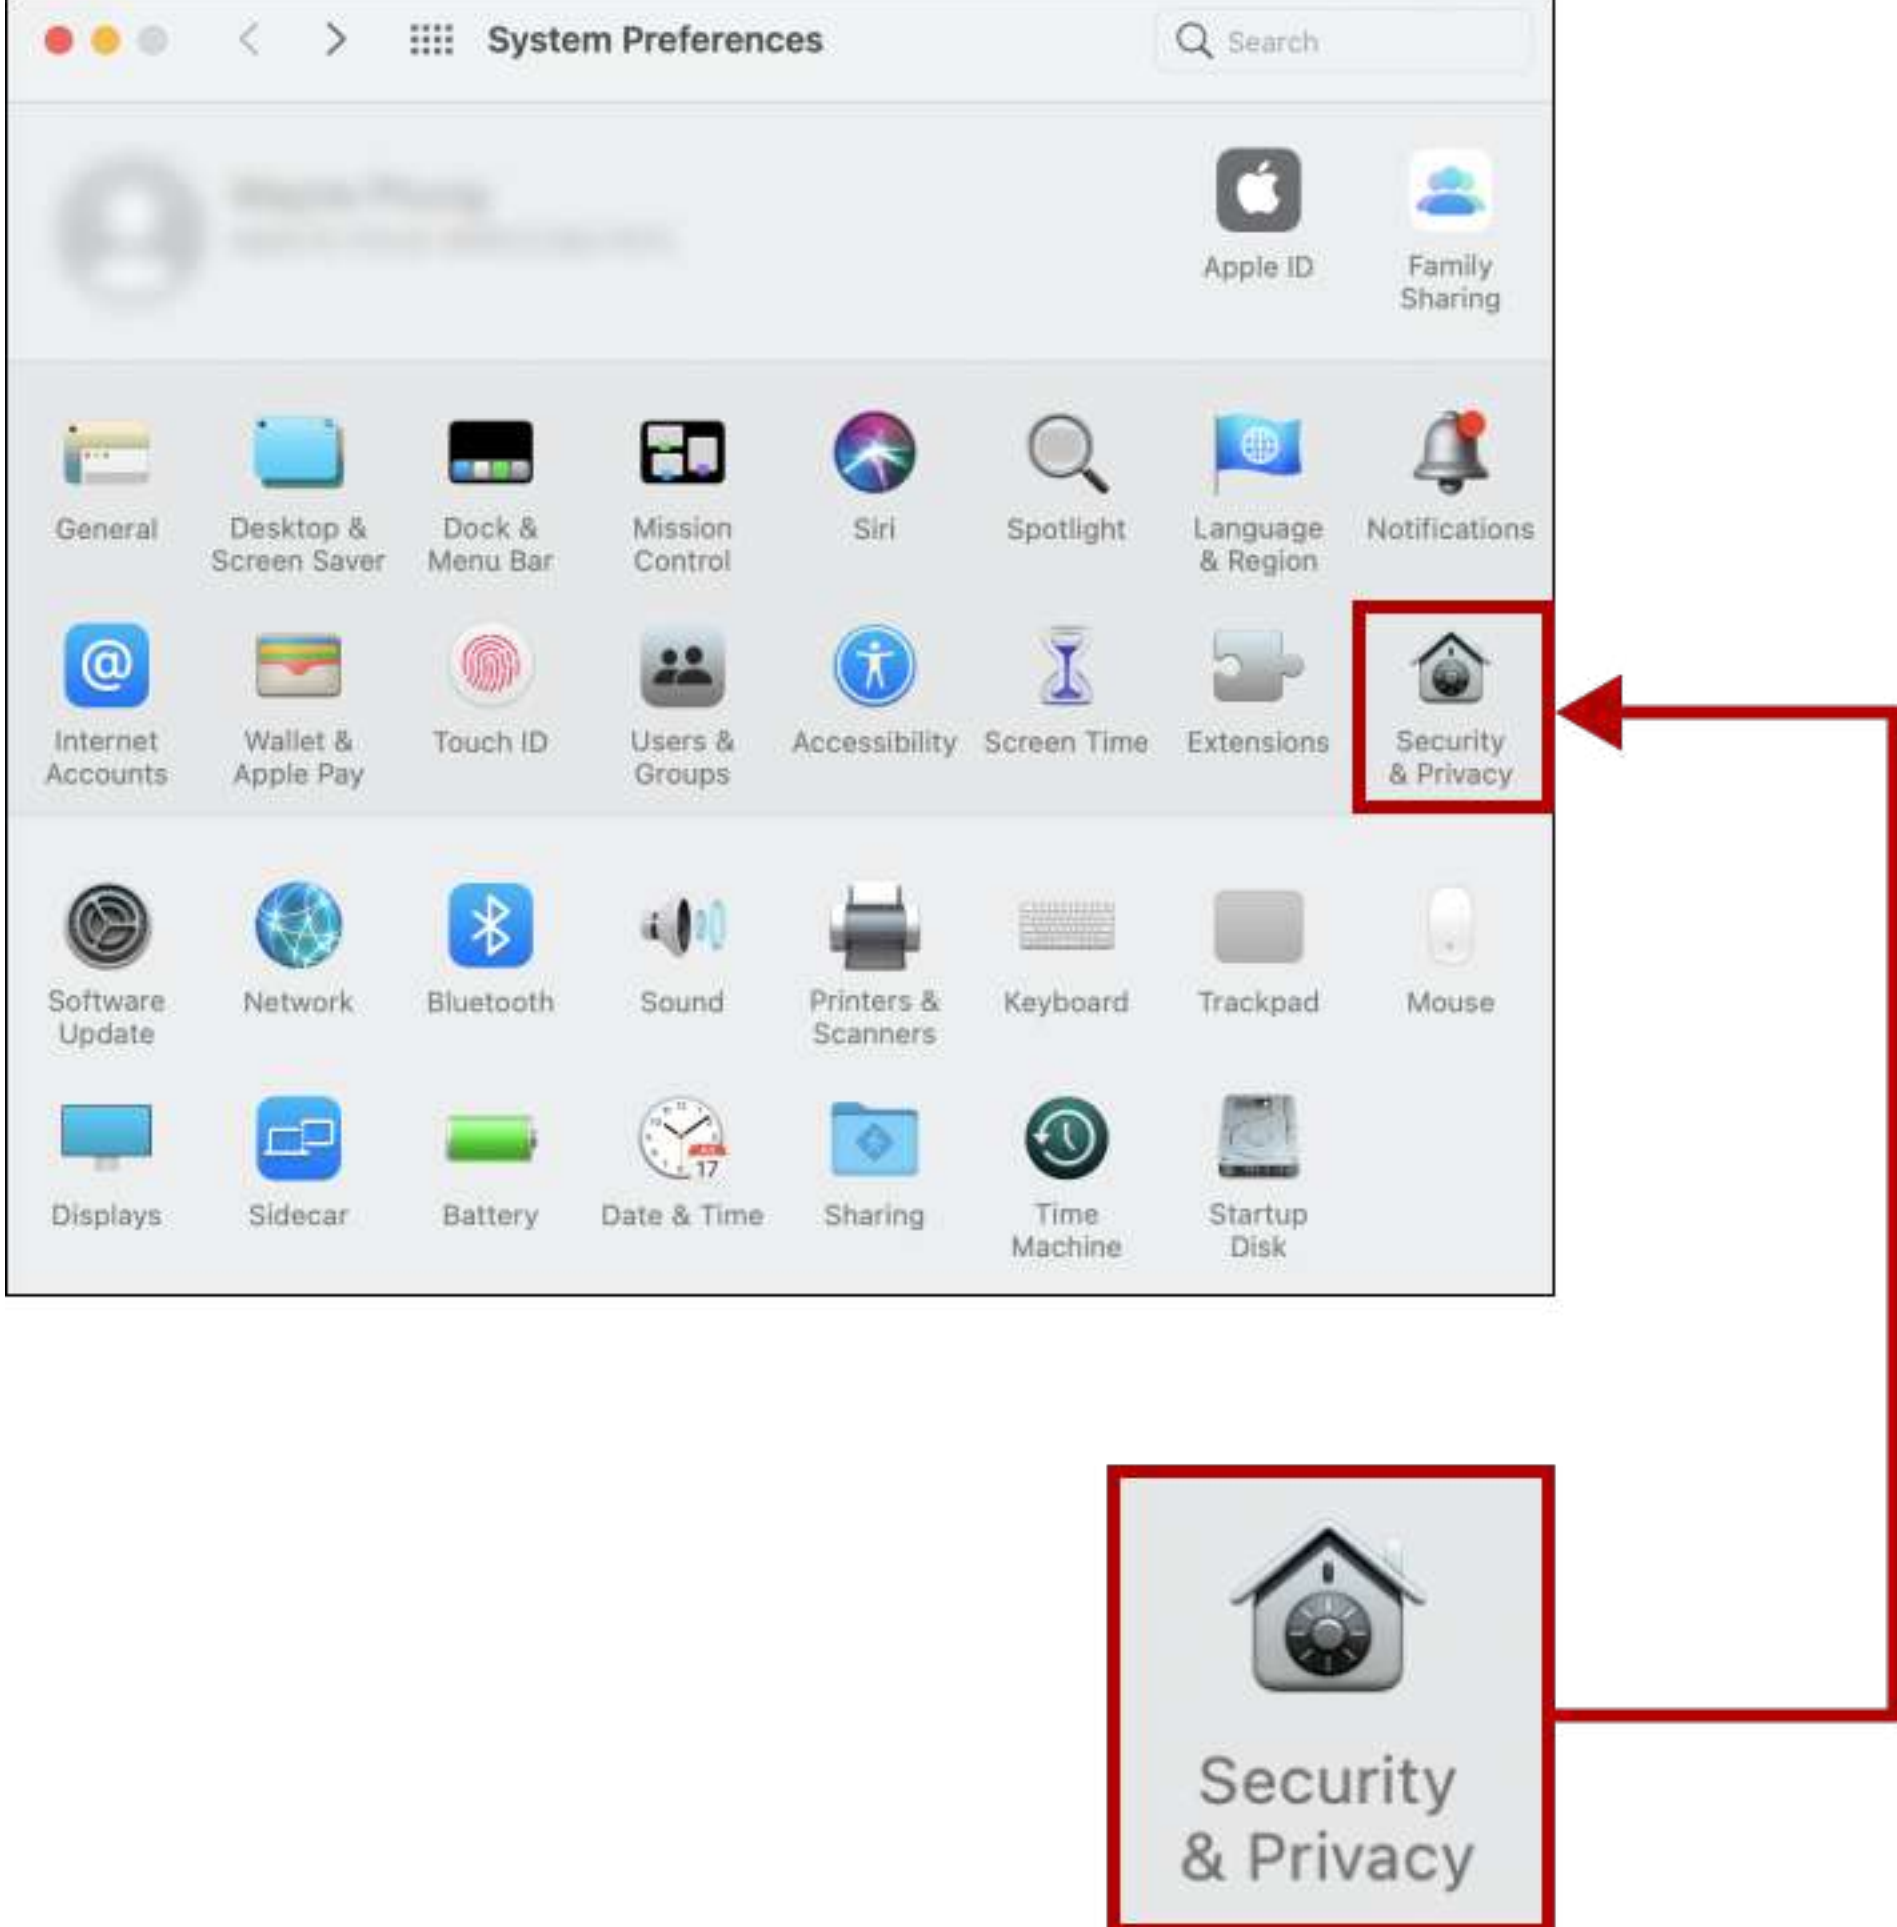 System Preferences
Search
Apple ID
Family
Sharing
General
Desktop &
Screen Saver
Dock &
Menu Bar
Mission
Control
Siri
Spotlight
Language
& Region
Notifications
Internet
Accounts
Wallet &
Apple Pay
Touch ID
Users &
Groups
Accessibility
Screen Time
Extensions
Security
& Privacy
Software
Update
Network
Bluetooth
Sound
Printers &
Scanners
Keyboard
Trackpad
Mouse
Displays
Sidecar
Battery
17
Date & Time
Sharing
Time
Machine
Startup
Disk
Security
& Privacy